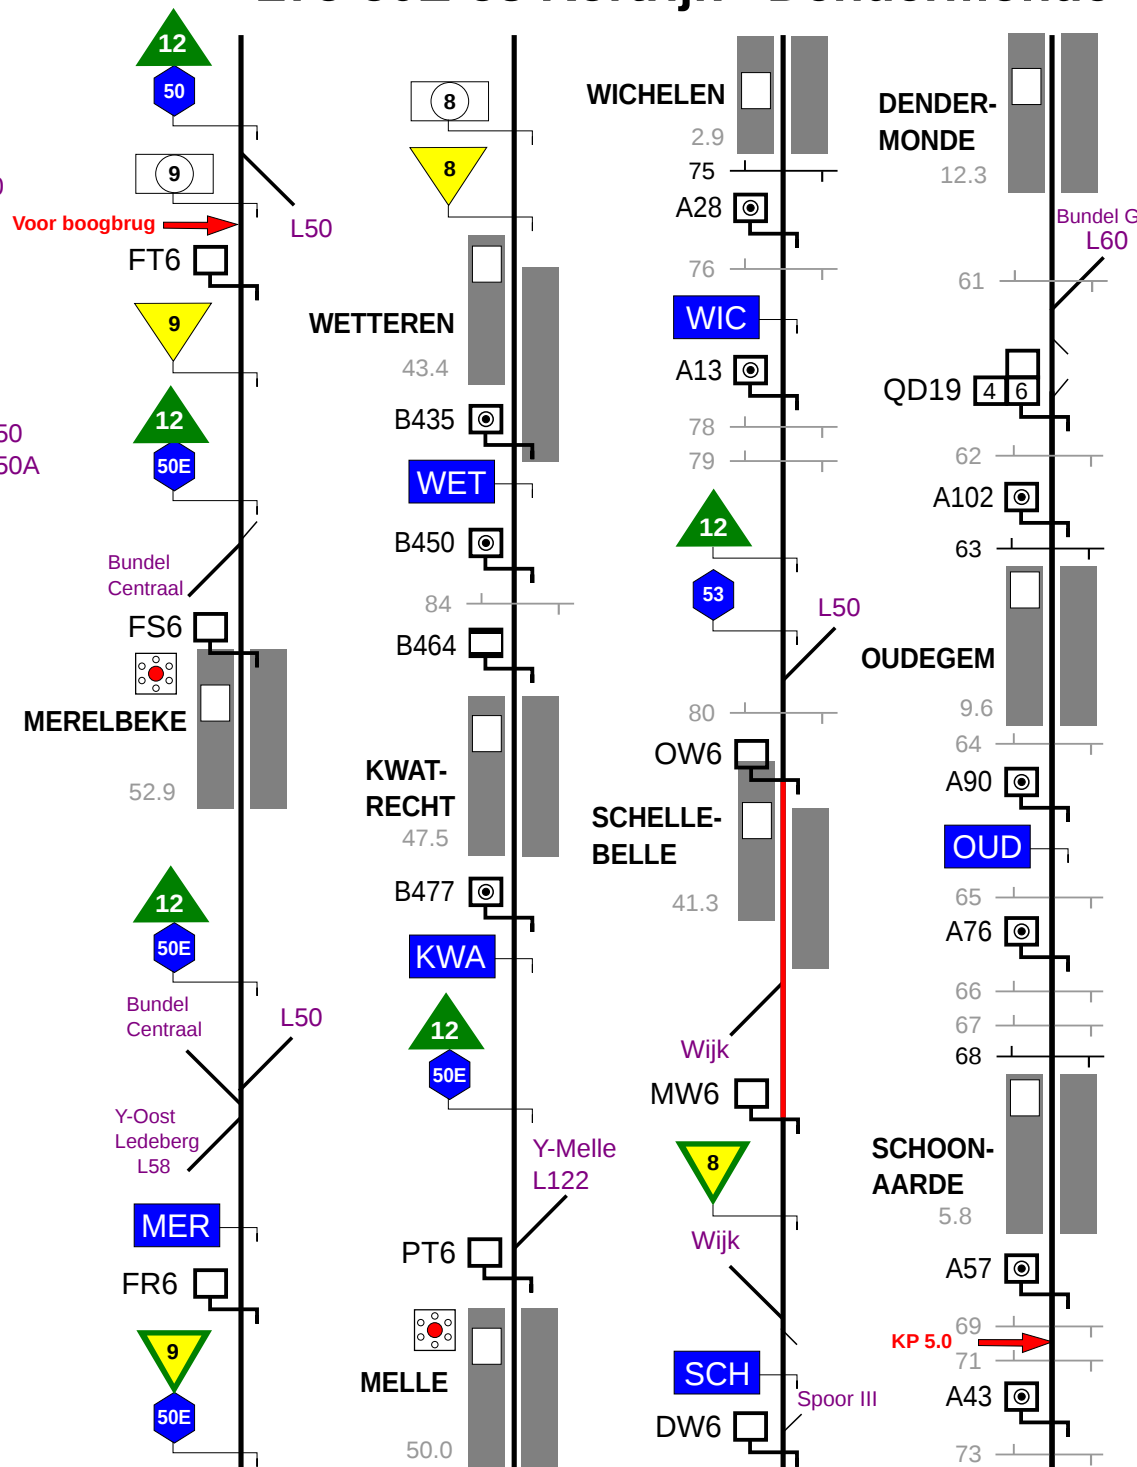 12
50
9
L50
Voor boogbrug
FT6
9
12
50E
50
50A
Bundel
Centraal
FS6
MERELBEKE
52.9
12
50E
Bundel
Centraal
L50
Y-Oost
Ledeberg
L58
MER
FR6
9
50E
8
8
WETTEREN
43.4
B435
WET
B450
84
B464
KWAT-
RECHT
47.5
B477
KWA
12
50E
Y-Melle
L122
PT6
MELLE
50.0
WICHELEN
2.9
75
A28
76
WIC
A13
78
79
12
53
L50
80
OW6
SCHELLE-
BELLE
41.3
Wijk
MW6
8
Wijk
SCH
Spoor III
DW6
DENDER-
MONDE
12.3
Bundel G
L60
61
QD19 4 6
62
A102
63
OUDEGEM
9.6
64
A90
OUD
65
A76
66
67
68
SCHOON-
AARDE
5.8
A57
69
KP 5.0
71
A43
73